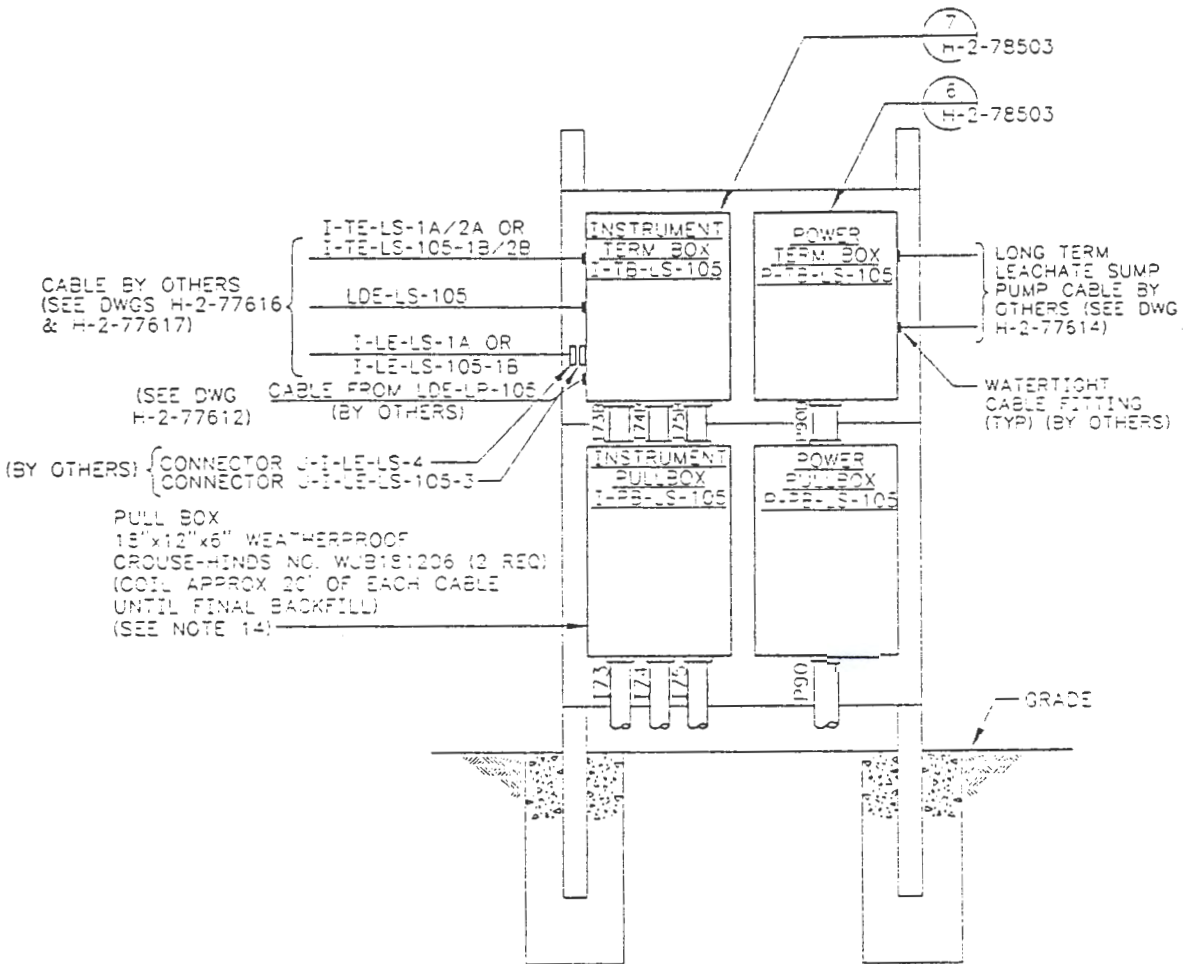 7
H-2-78503
6
H-2-78503
I-TE-LS-1A/2A OR
I-TE-LS-105-1B/2B
CABLE BY OTHERS
(SEE DWGS H-2-77616
& H-2-77617)
LDE-LS-105
I-LE-LS-1A OR
I-LE-LS-105-1B
(SEE DWG
H-2-77612)
CABLE FROM LDE-LP-105
(BY OTHERS)
(BY OTHERS)
CONNECTOR J-I-LE-LS-4
CONNECTOR J-I-LE-LS-105-3
PULL BOX
18"x12"x6" WEATHERPROOF
CROUSE-HINDS NO. WJB181206 (2 REQ)
(COIL APPROX 20' OF EACH CABLE
UNTIL FINAL BACKFILL)
(SEE NOTE 14)
INSTRUMENT
TERM BOX
I-TB-LS-105
POWER
TERM BOX
P-TB-LS-105
LONG TERM
LEACHATE SUMP
PUMP CABLE BY
OTHERS (SEE DWG
H-2-77614)
WATERTIGHT
CABLE FITTING
(TYP) (BY OTHERS)
I73B
I74B
I75B
P90B
INSTRUMENT
PULLBOX
I-PB-LS-105
POWER
PULLBOX
P-PB-LS-105
I73
I74
I75
P90
GRADE